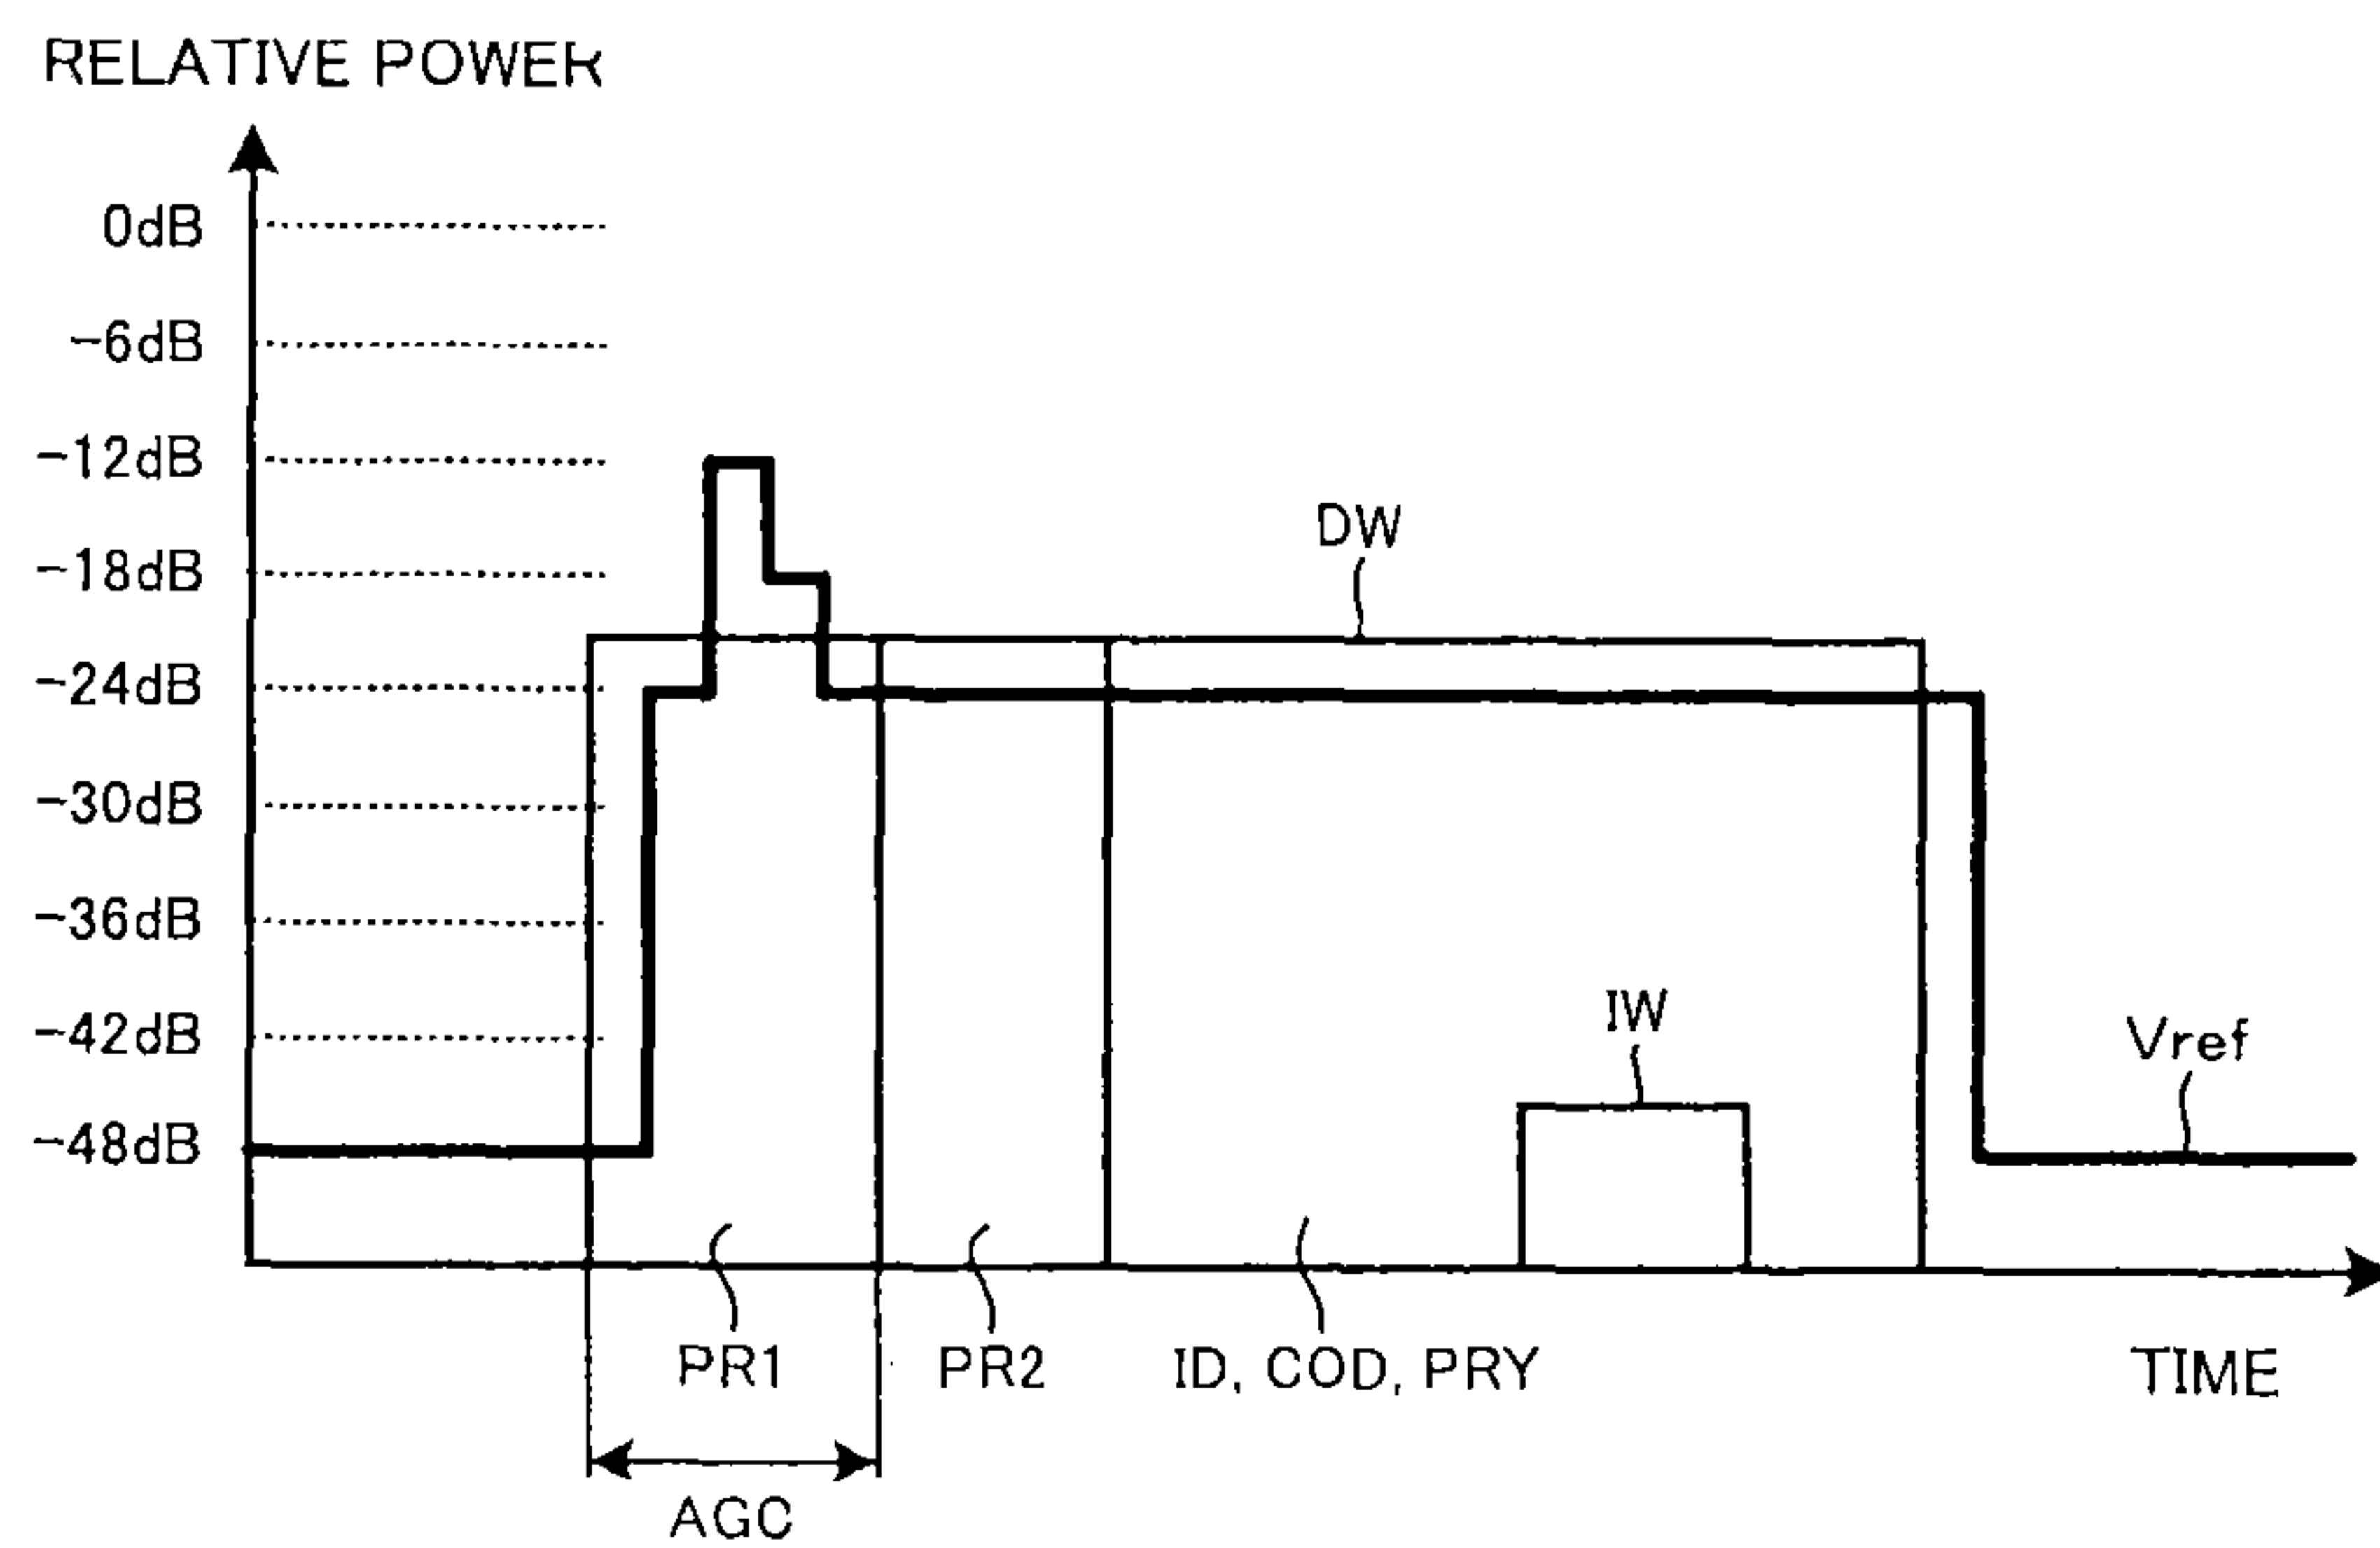 RELATIVE POWER
0dB
-6dB
-12dB
-18dB
-24dB
-30dB
-36dB
-42dB
-48dB
DW
IW
Vref
PR1
PR2
ID, COD, PRY
TIME
AGC